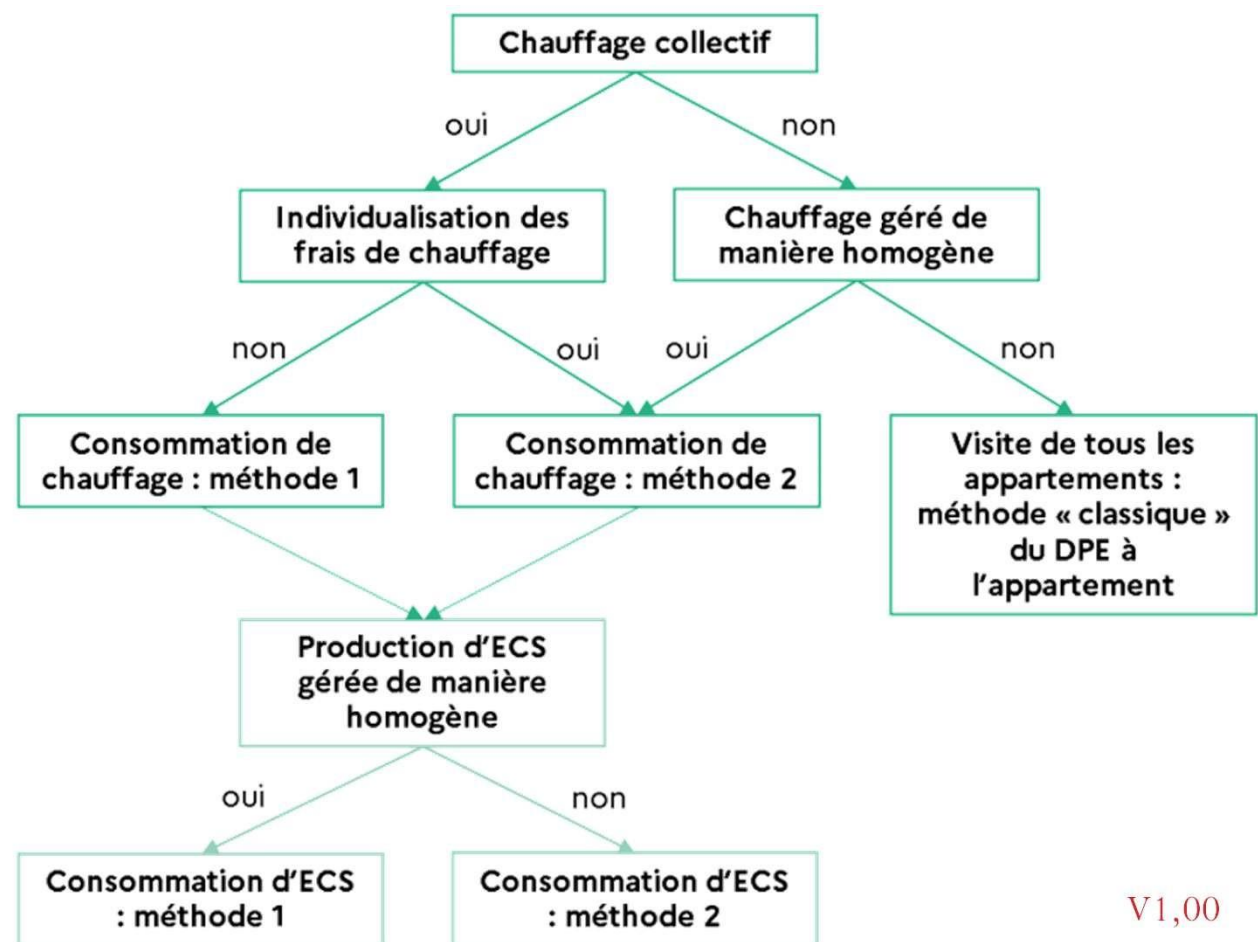 Chauffage collectif
oui
non
Individualisation des
frais de chauffage
Chauffage géré de
manière homogène
non
oui
oui
non
Consommation de
chauffage : méthode 1
Consommation de
chauffage : méthode 2
Visite de tous les
appartements :
méthode « classique »
du DPE à
l'appartement
Production d'ECS
gérée de manière
homogène
oui
non
Consommation d'ECS
: méthode 1
Consommation d'ECS
: méthode 2
V1,00